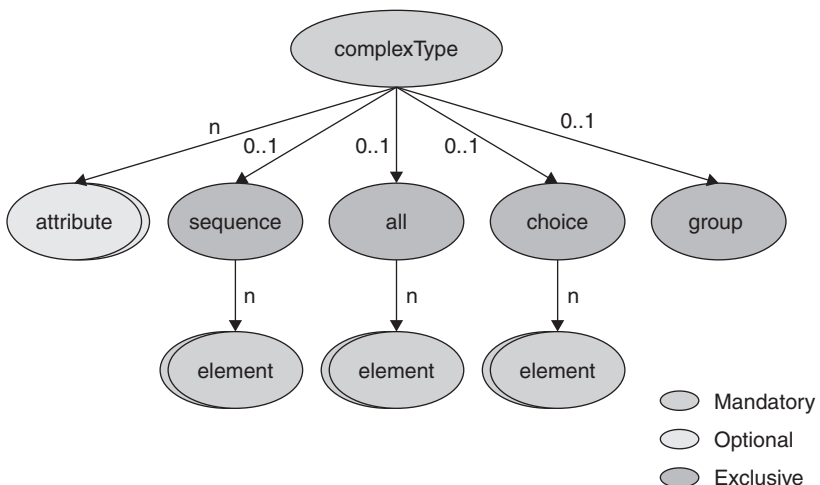 complexType
n
0..1
0..1
0..1
0..1
attribute
sequence
all
choice
group
n
n
n
element
element
element
Mandatory
Optional
Exclusive